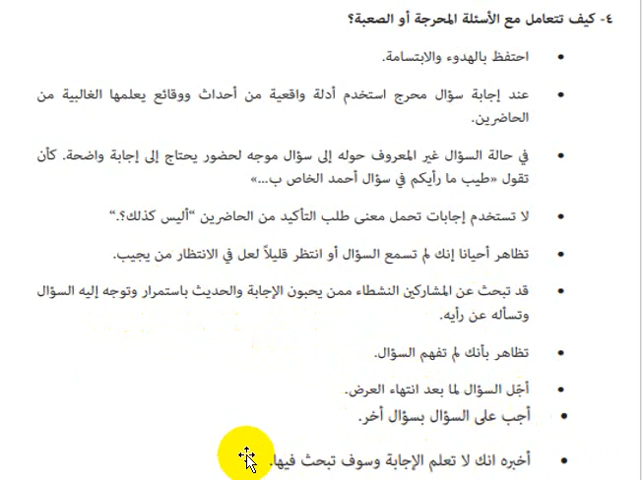 ٤- كيف تتعامل مع الأسئلة المحرجة أو الصعبة؟
• احتفظ بالهدوء والابتسامة.
• عند إجابة سؤال محرج استخدم أدلة واقعية من أحداث ووقائع يعلمها الغالبية من
الحاضرين.
• في حالة السؤال غير المعروف حوله إلى سؤال موجه لحضور يحتاج إلى إجابة واضحة. كأن
تقول «طيب ما رأيكم في سؤال أحمد الخاص ب...»
• لا تستخدم إجابات تحمل معنى طلب التأكيد من الحاضرين "أليس كذلك؟."
• تظاهر أحيانا إنك لم تسمع السؤال أو انتظر قليلاً لعل في الانتظار من يجيب.
• قد تبحث عن المشاركين النشطاء ممن يحبون الإجابة والحديث باستمرار وتوجه إليه السؤال
وتسأله عن رأيه.
• تظاهر بأنك لم تفهم السؤال.
• أجّل السؤال لما بعد انتهاء العرض.
• أجب على السؤال بسؤال أخر.
• أخبره انك لا تعلم الإجابة وسوف تبحث فيها.